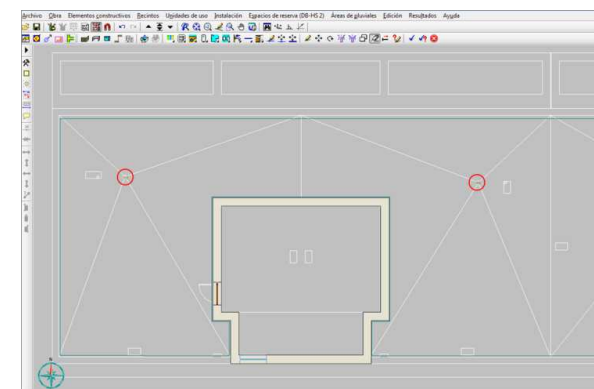 Archivo Obra Elementos constructivos Recintos Unidades de uso Instalación Espacios de reserva (DB-HS 2) Áreas de pluviales Edición Resultados Ayuda